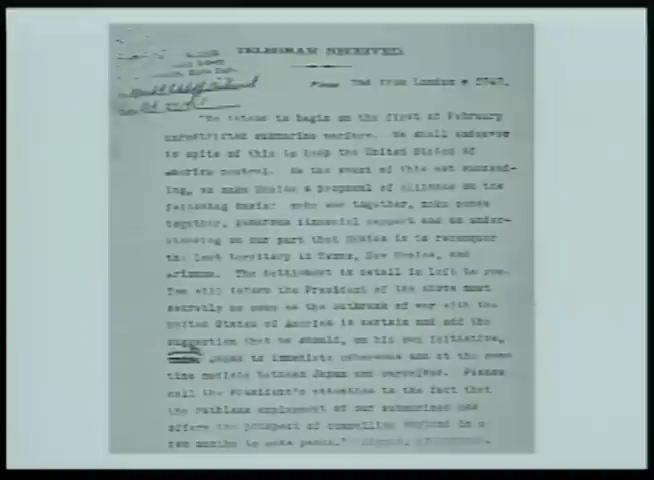 TELEGRAM RECEIVED.
From 2nd from London # 5747.
"We intend to begin on the first of February
unrestricted submarine warfare. We shall endeavor
in spite of this to keep the United States of
America neutral. In the event of this not succeed-
ing, we make Mexico a proposal of alliance on the
following basis: make war together, make peace
together, generous financial support and an under-
standing on our part that Mexico is to reconquer
the lost territory in Texas, New Mexico, and
Arizona. The settlement in detail is left to you.
You will inform the President of the above most
secretly as soon as the outbreak of war with the
United States of America is certain and add the
suggestion that he should, on his own initiative,
Japan to immediate adherence and at the same
time mediate between Japan and ourselves. Please
call the President's attention to the fact that
the ruthless employment of our submarines now
offers the prospect of compelling England in a
few months to make peace." Signed,